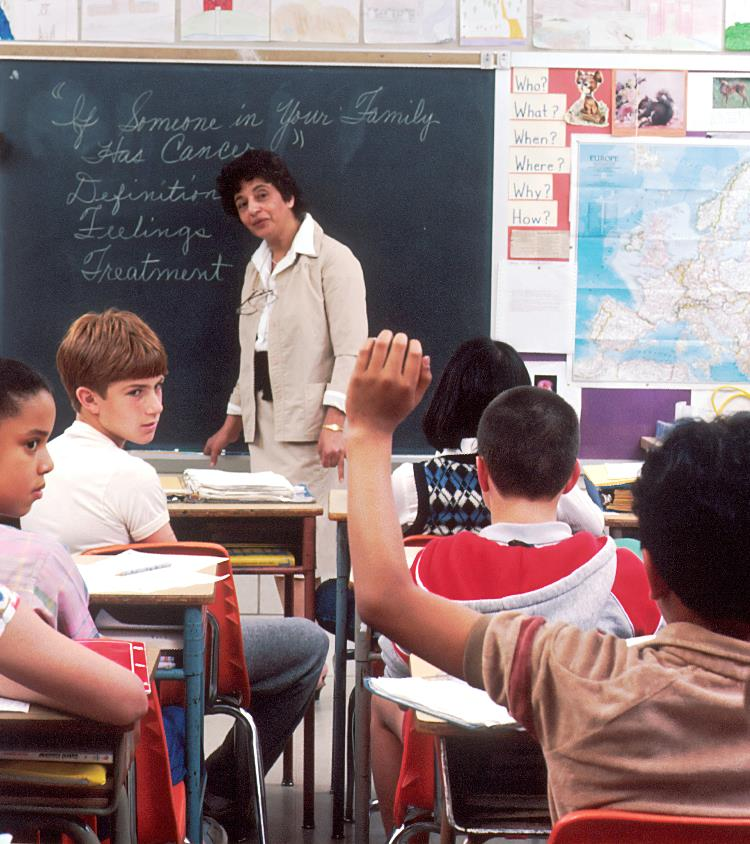 "If Someone in Your Family
Has Cancer"
Definition
Feelings
Treatment
Who?
What?
When?
Where?
Why?
How?
EUROPE